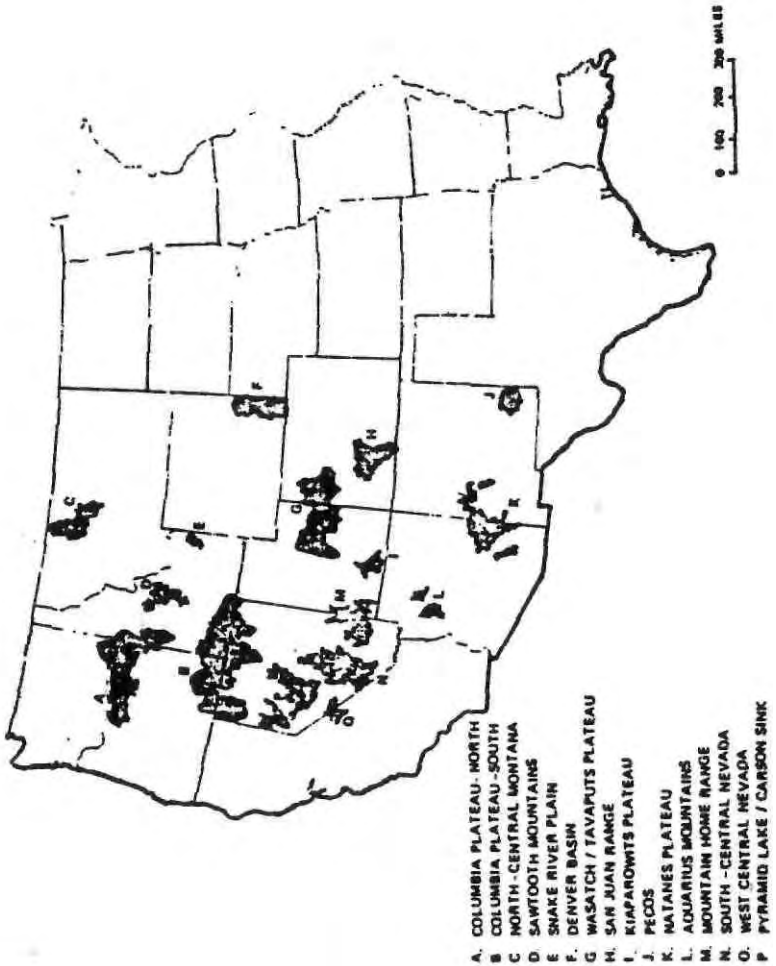 A
B
C
D
E
F
G
H
I
J
K
L
M
N
O
A. COLUMBIA PLATEAU - NORTH
B COLUMBIA PLATEAU - SOUTH
C NORTH - CENTRAL MONTANA
D. SAWTOOTH MOUNTAINS
E SNAKE RIVER PLAIN
F. DENVER BASIN
G WASATCH / TAVAPUTS PLATEAU
H. SAN JUAN RANGE
I. KIAPAROWITS PLATEAU
J. PECOS
K. NATANES PLATEAU
L. AQUARIUS MOUNTAINS
M. MOUNTAIN HOME RANGE
N. SOUTH - CENTRAL NEVADA
O. WEST CENTRAL NEVADA
P PYRAMID LAKE / CARSON SINK
0 100 200 300 MILES